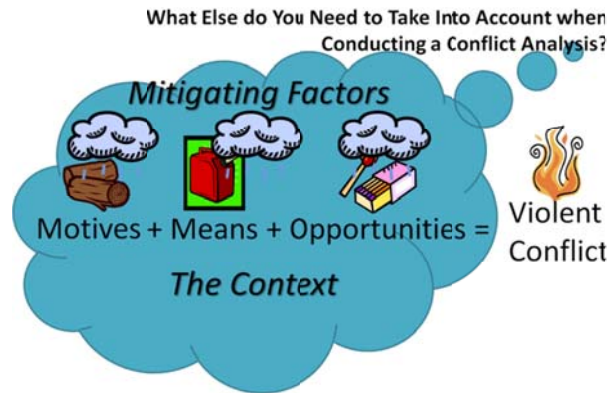 What Else do You Need to Take Into Account when
Conducting a Conflict Analysis?
Mitigating Factors
Motives + Means + Opportunities =
Violent
Conflict
The Context